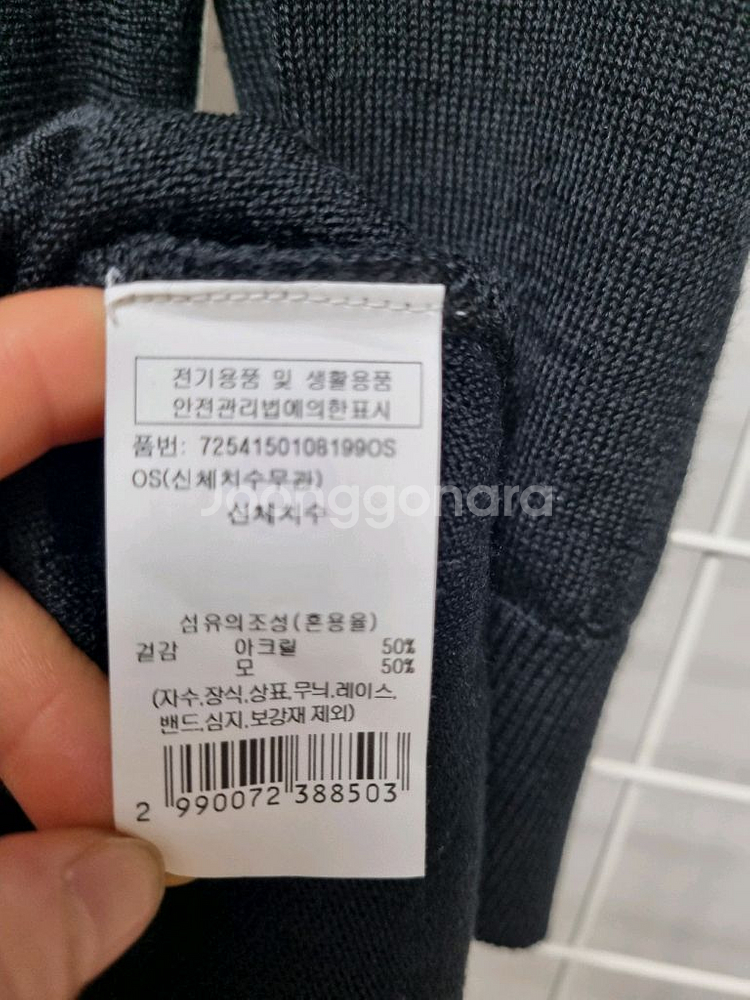 전기용품 및 생활용품
안전관리법에의한표시
품번: 7254150108199OS
OS(신체치수무관)
Joonggonara
신체치수
섬유의조성(혼용율)
겉감 아크릴 50%
모 50%
(자수,장식,상표,무늬,레이스,
밴드,심지,보강재 제외)
2 990072 388503